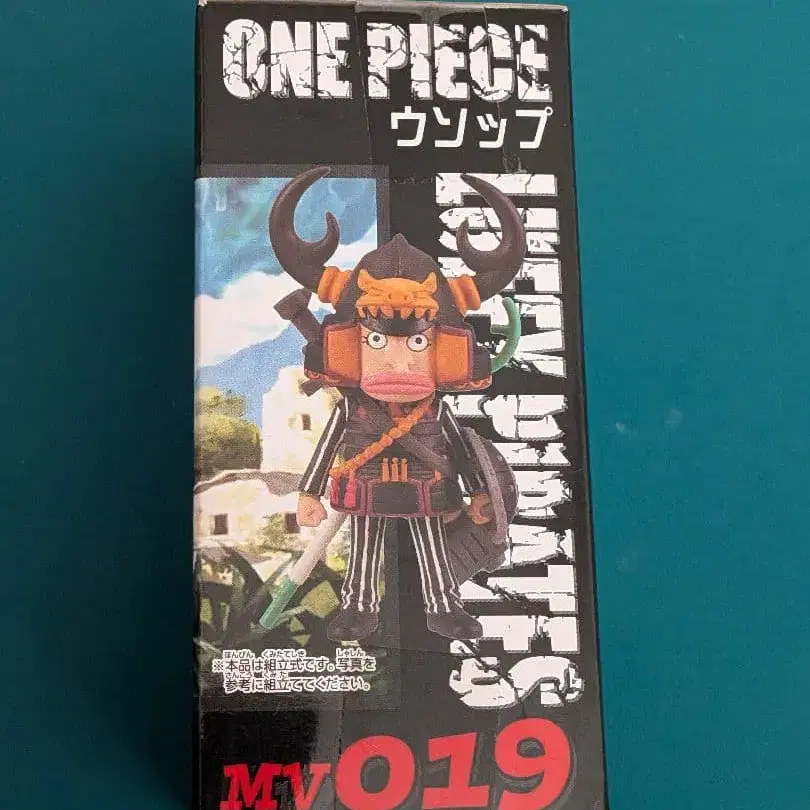 ONE PIECE
ウソップ
LUFFY PIRATES
※本品は組立式です。写真を
参考に組立ててください。
MV019